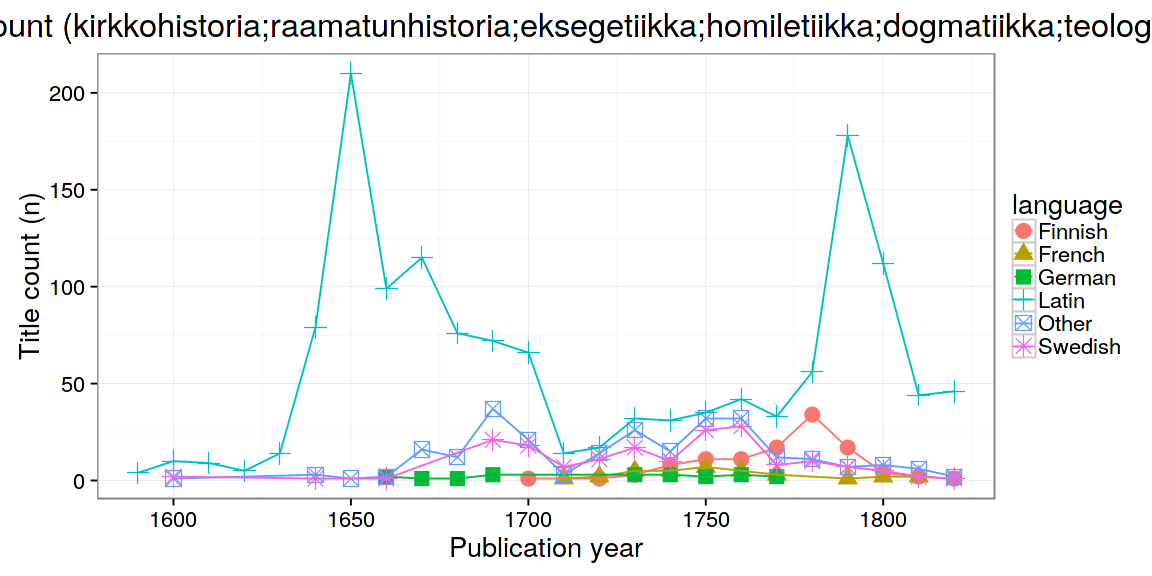 ount (kirkkohistoria;raamatunhistoria;eksegetiikka;homiletiikka;dogmatiikka;teolog
Title count (n)
200
150
100
50
0
1600
1650
1700
1750
1800
Publication year
language
Finnish
French
German
Latin
Other
Swedish